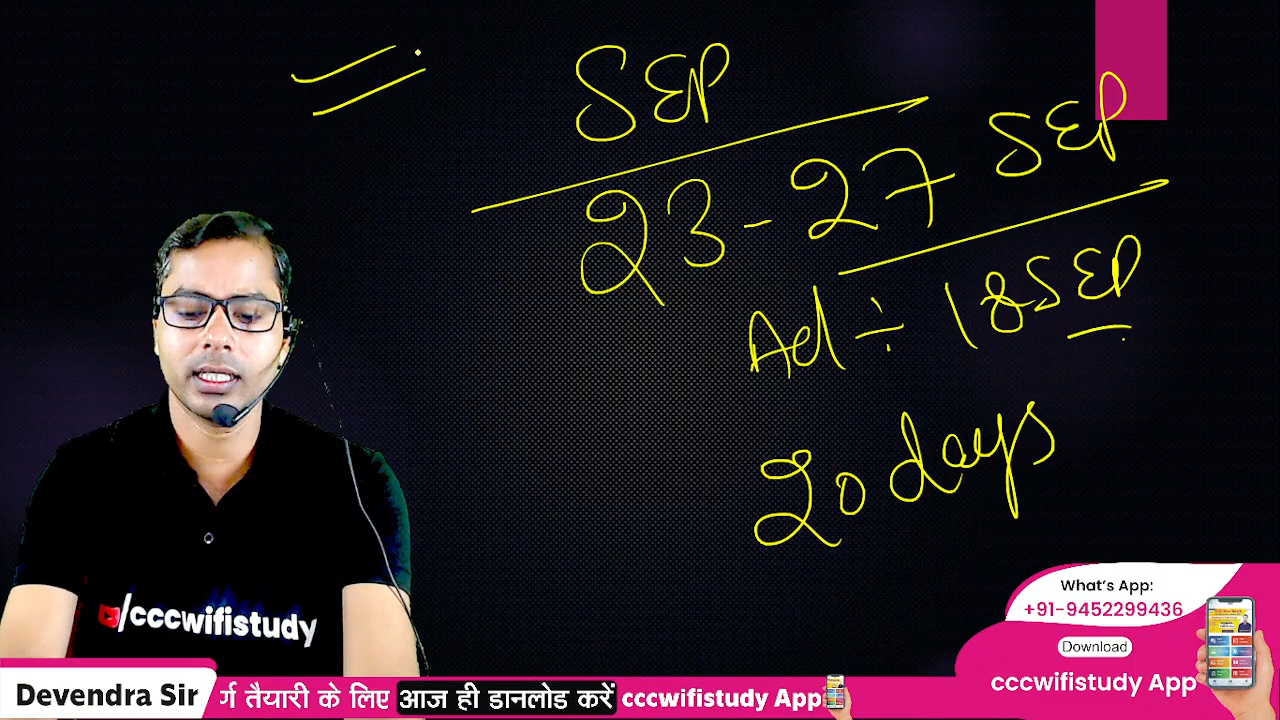 SEP
23-27 SEP
Ad ÷ 18 SEP
20 days
/cccwifistudy
What's App:
+91-9452299436
Download
cccwifistudy App
Devendra Sir र्ग तैयारी के लिए आज ही डानलोड करें cccwifistudy App